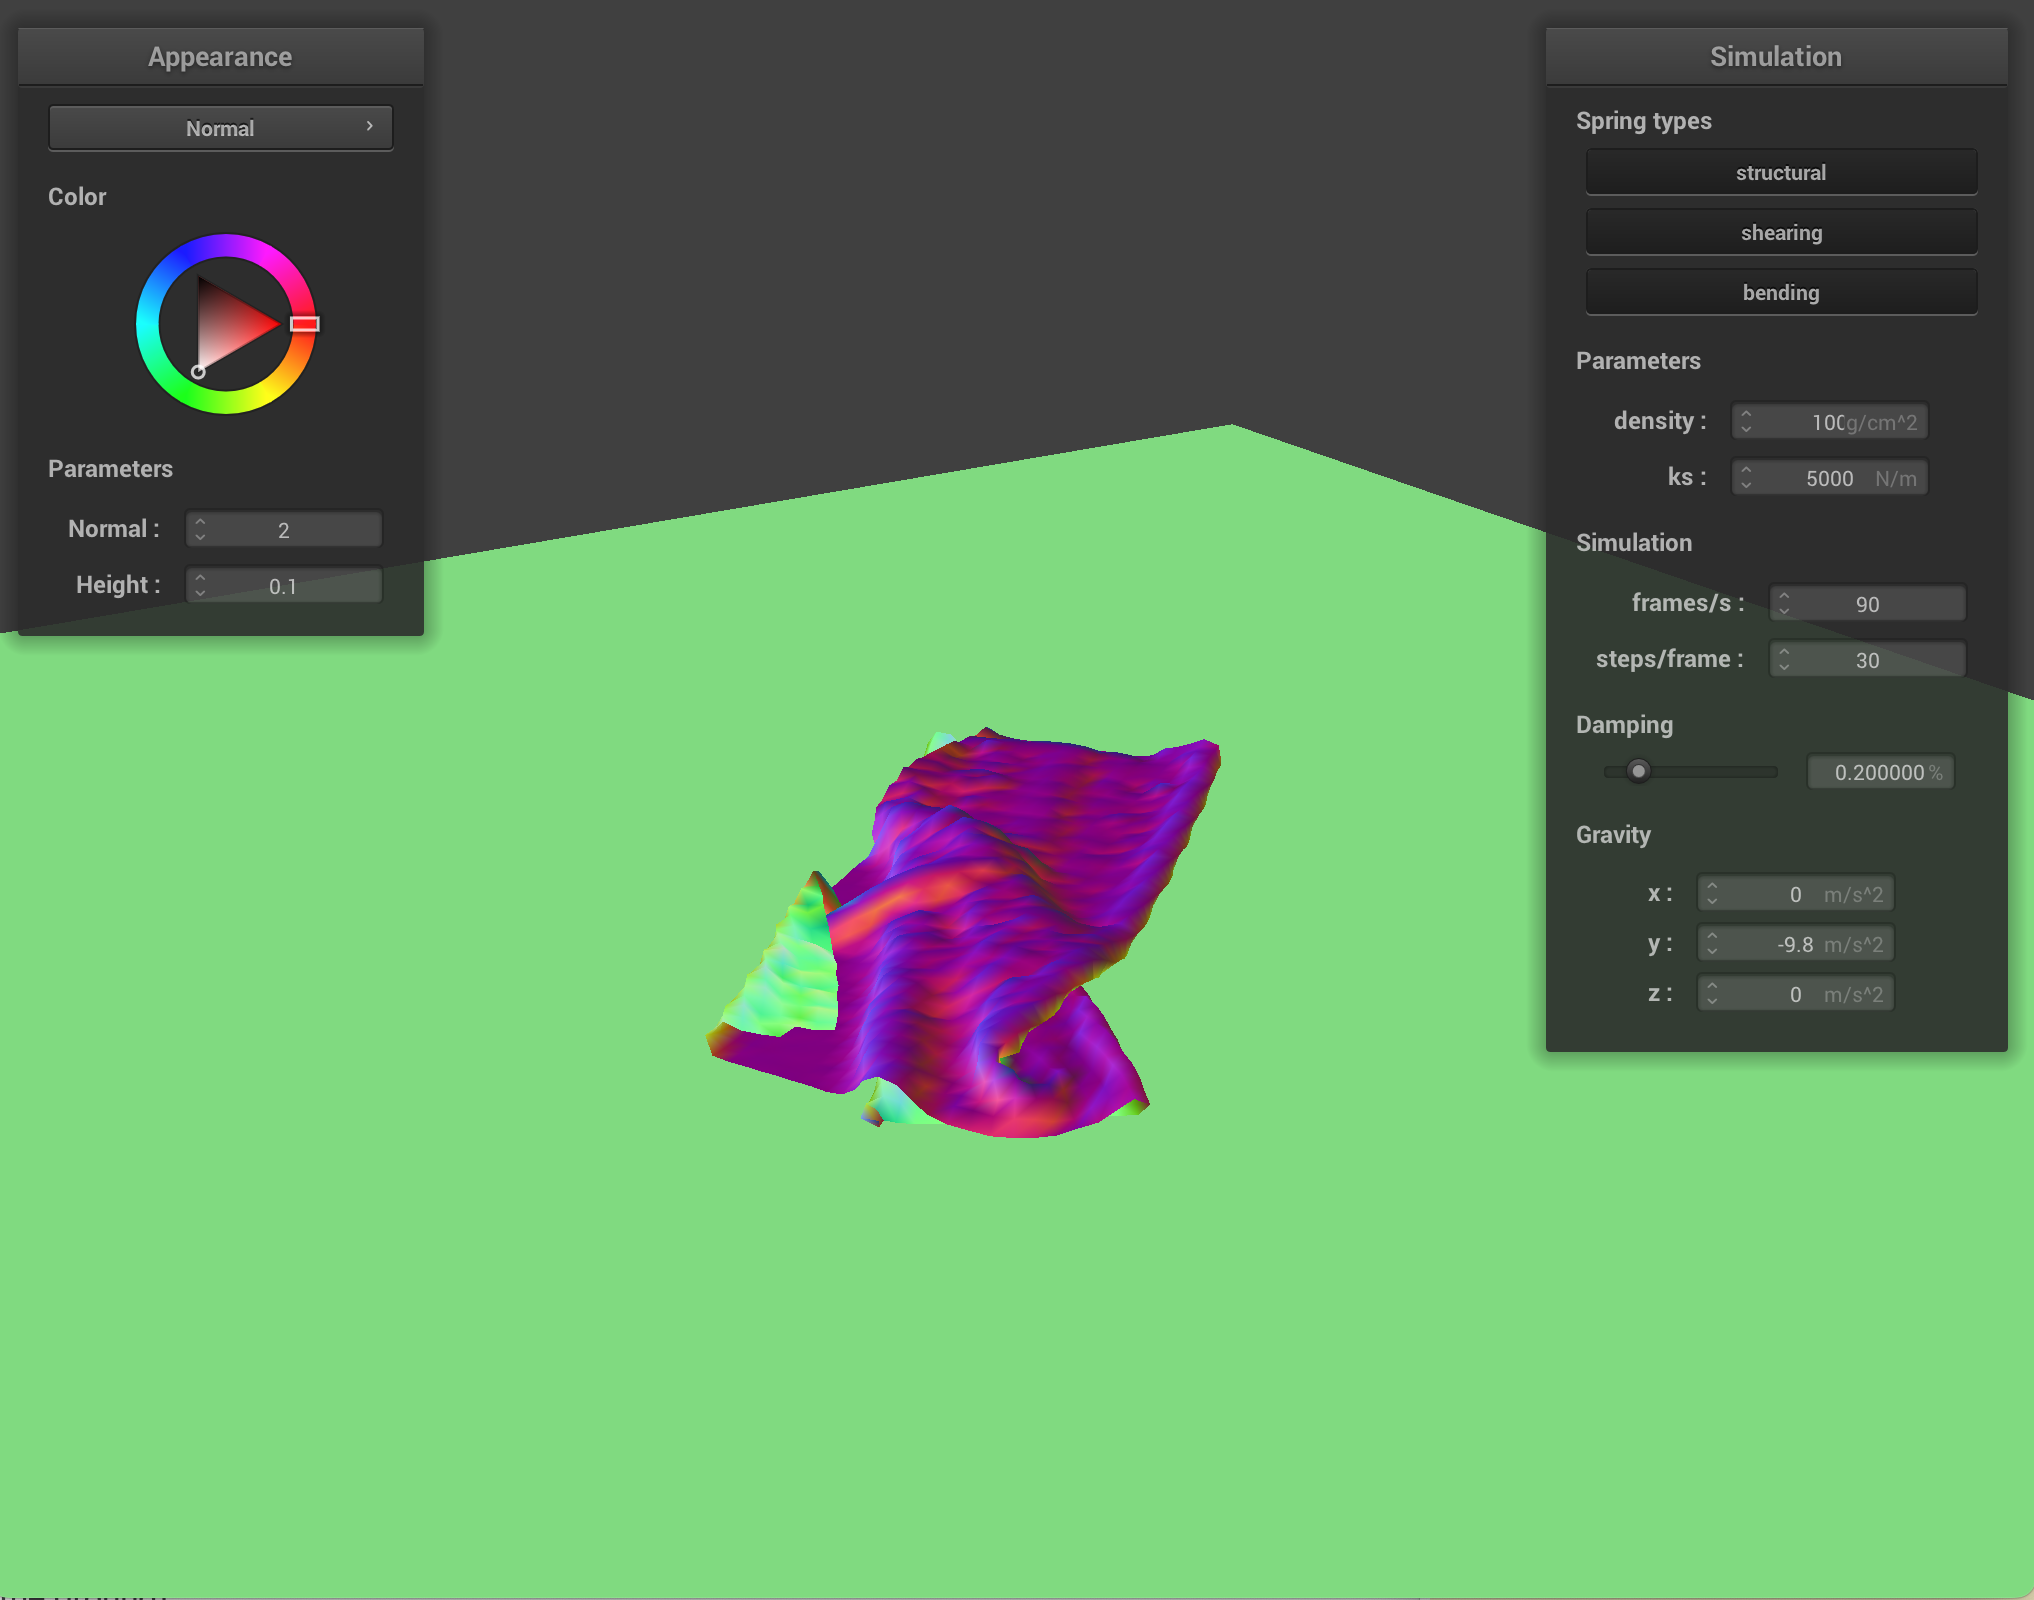 Appearance
Normal
Color
Parameters
Normal : 2
Height : 0.1
Simulation
Spring types
structural
shearing
bending
Parameters
density : 100 g/cm^2
ks : 5000 N/m
Simulation
frames/s : 90
steps/frame : 30
Damping
0.200000 %
Gravity
x : 0 m/s^2
y : -9.8 m/s^2
z : 0 m/s^2